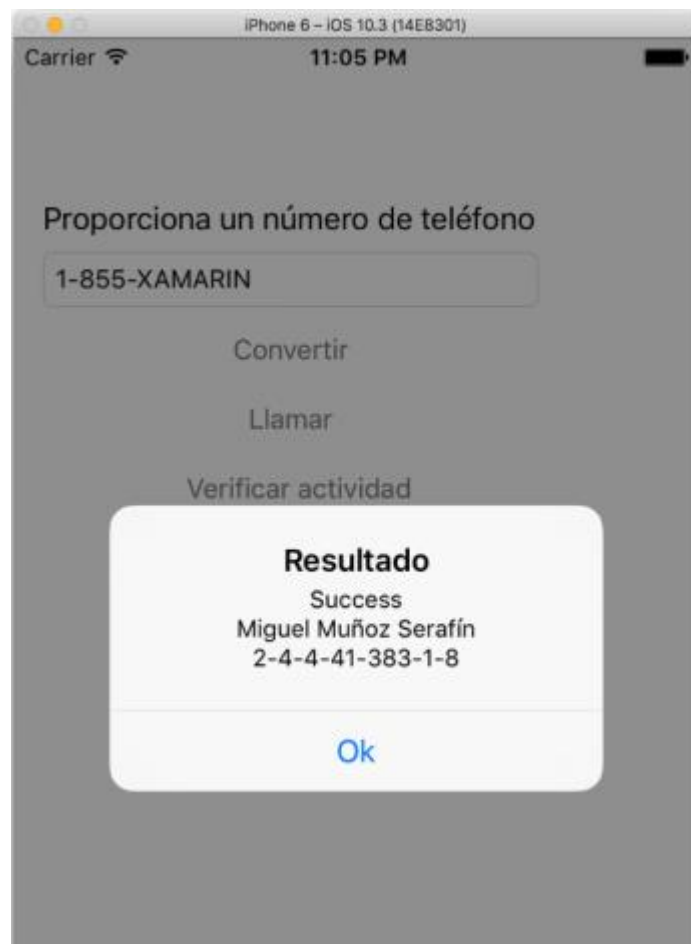 iPhone 6 – iOS 10.3 (14E8301)
Carrier 11:05 PM
Proporciona un número de teléfono
1-855-XAMARIN
Convertir
Llamar
Verificar actividad
Resultado
Success
Miguel Muñoz Serafín
2-4-4-41-383-1-8
Ok